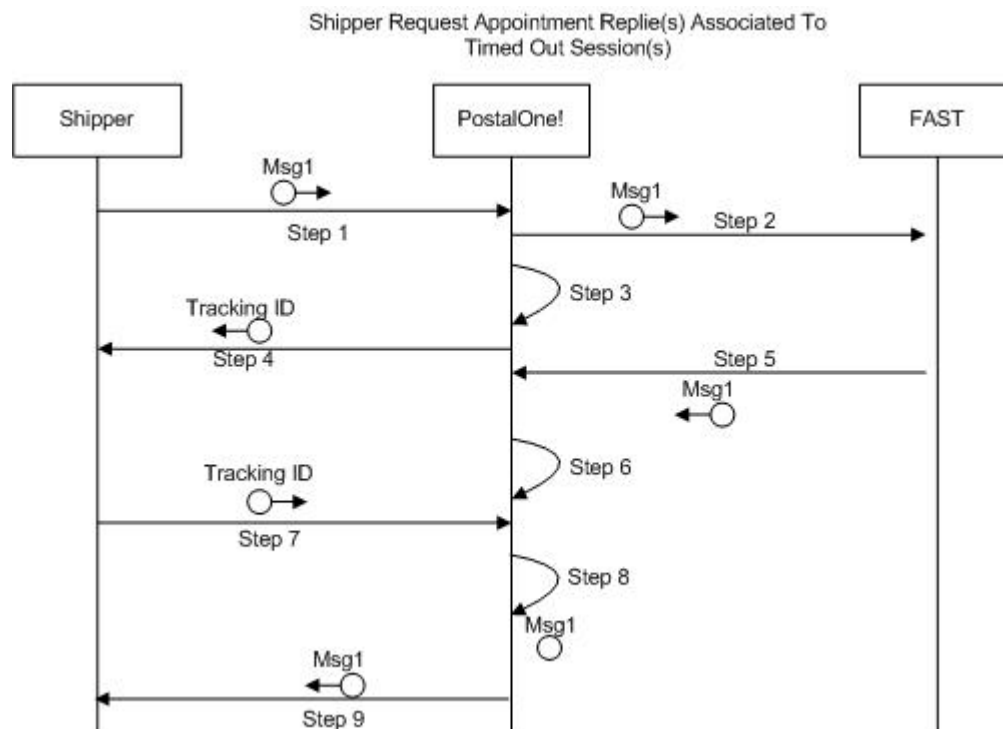 Shipper Request Appointment Replie(s) Associated To
Timed Out Session(s)
Shipper
PostalOne!
FAST
Msg1
Step 1
Msg1
Step 2
Step 3
Tracking ID
Step 4
Step 5
Msg1
Step 6
Tracking ID
Step 7
Step 8
Msg1
Msg1
Step 9